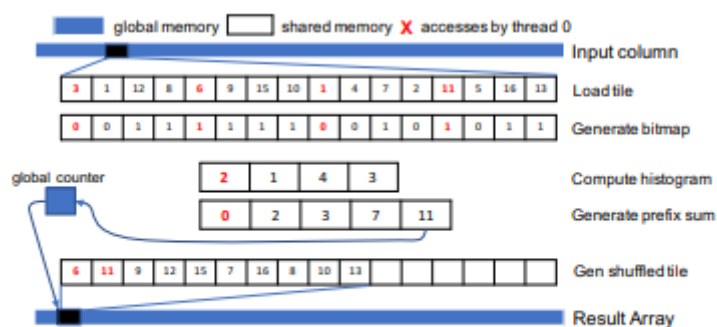 global memory shared memory X accesses by thread 0
Input column
3 1 12 8 6 9 15 10 1 4 7 2 11 5 16 13 Load tile
0 0 1 1 1 1 1 1 0 0 1 0 1 0 1 1 Generate bitmap
global counter
2 1 4 3 Compute histogram
0 2 3 7 11 Generate prefix sum
6 11 9 12 15 7 16 8 10 13 Gen shuffled tile
Result Array